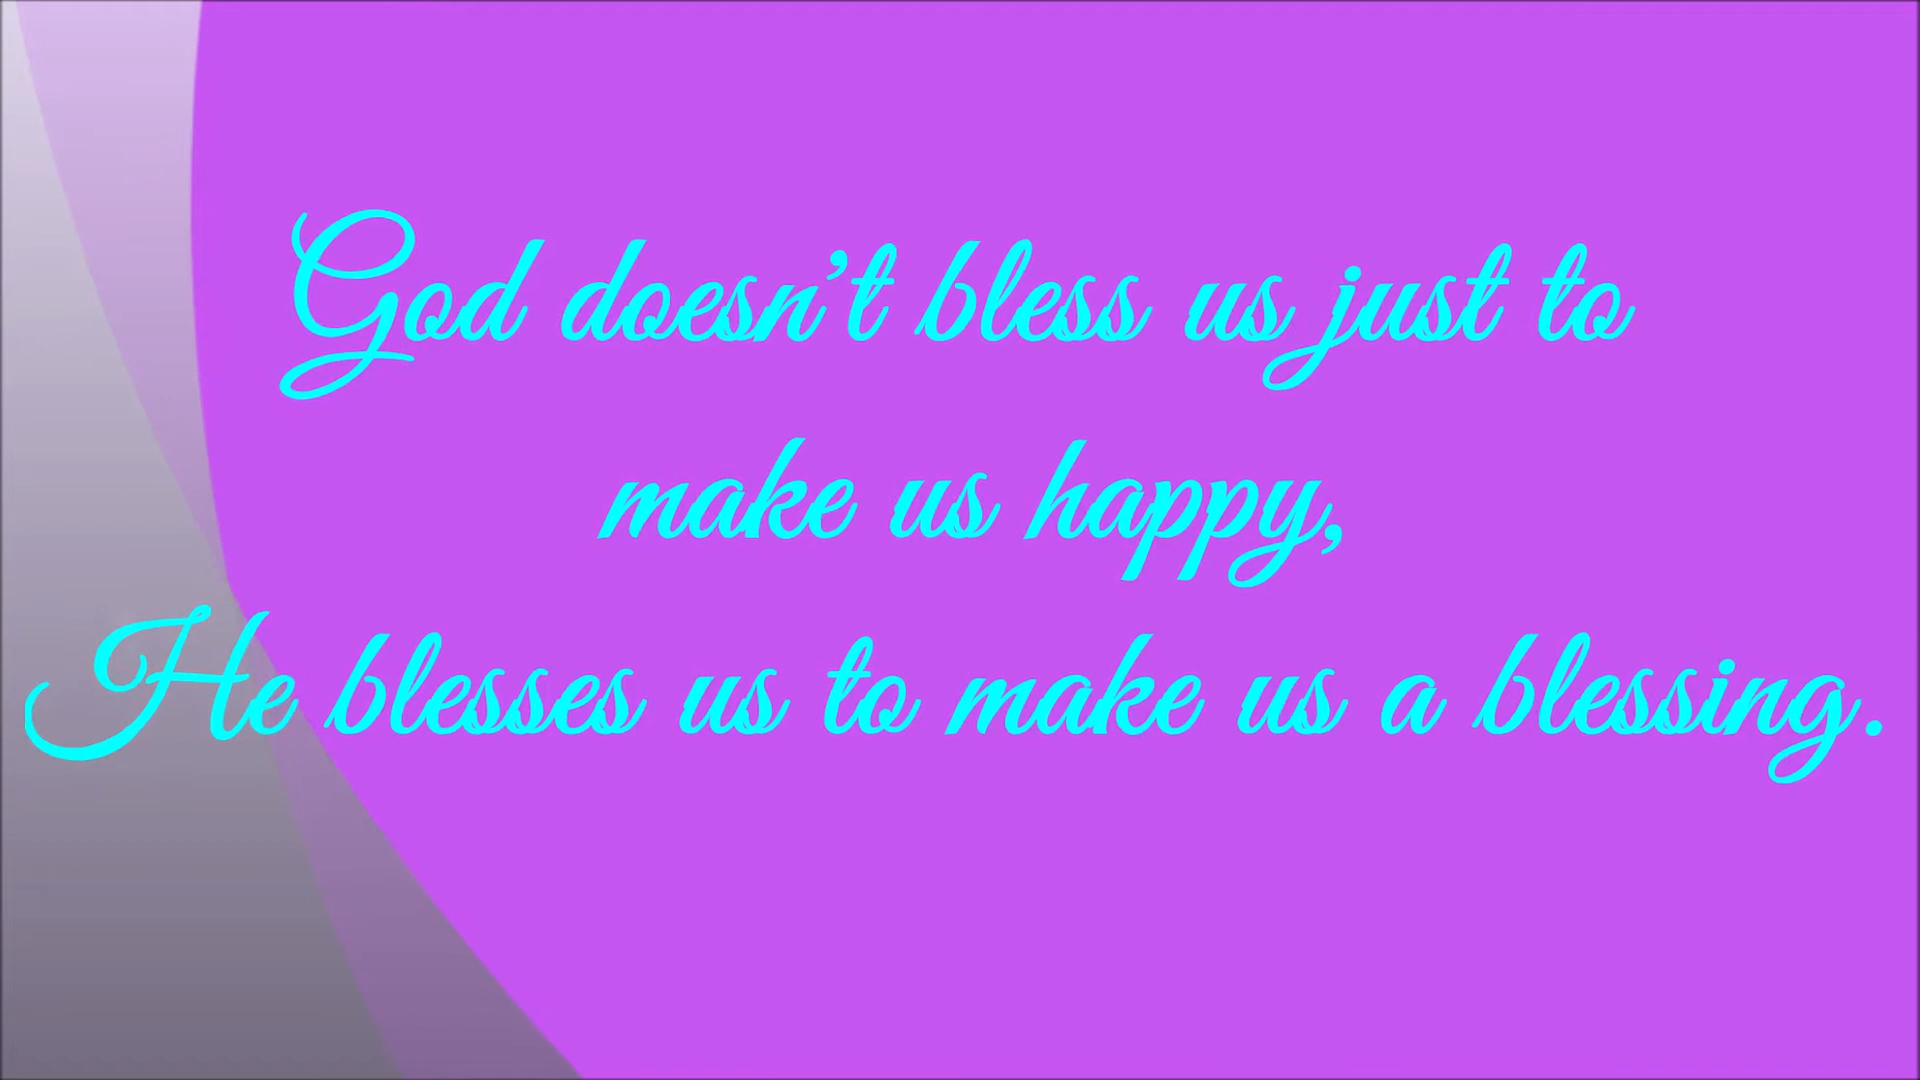 God doesn’t bless us just to
make us happy,
He blesses us to make us a blessing.